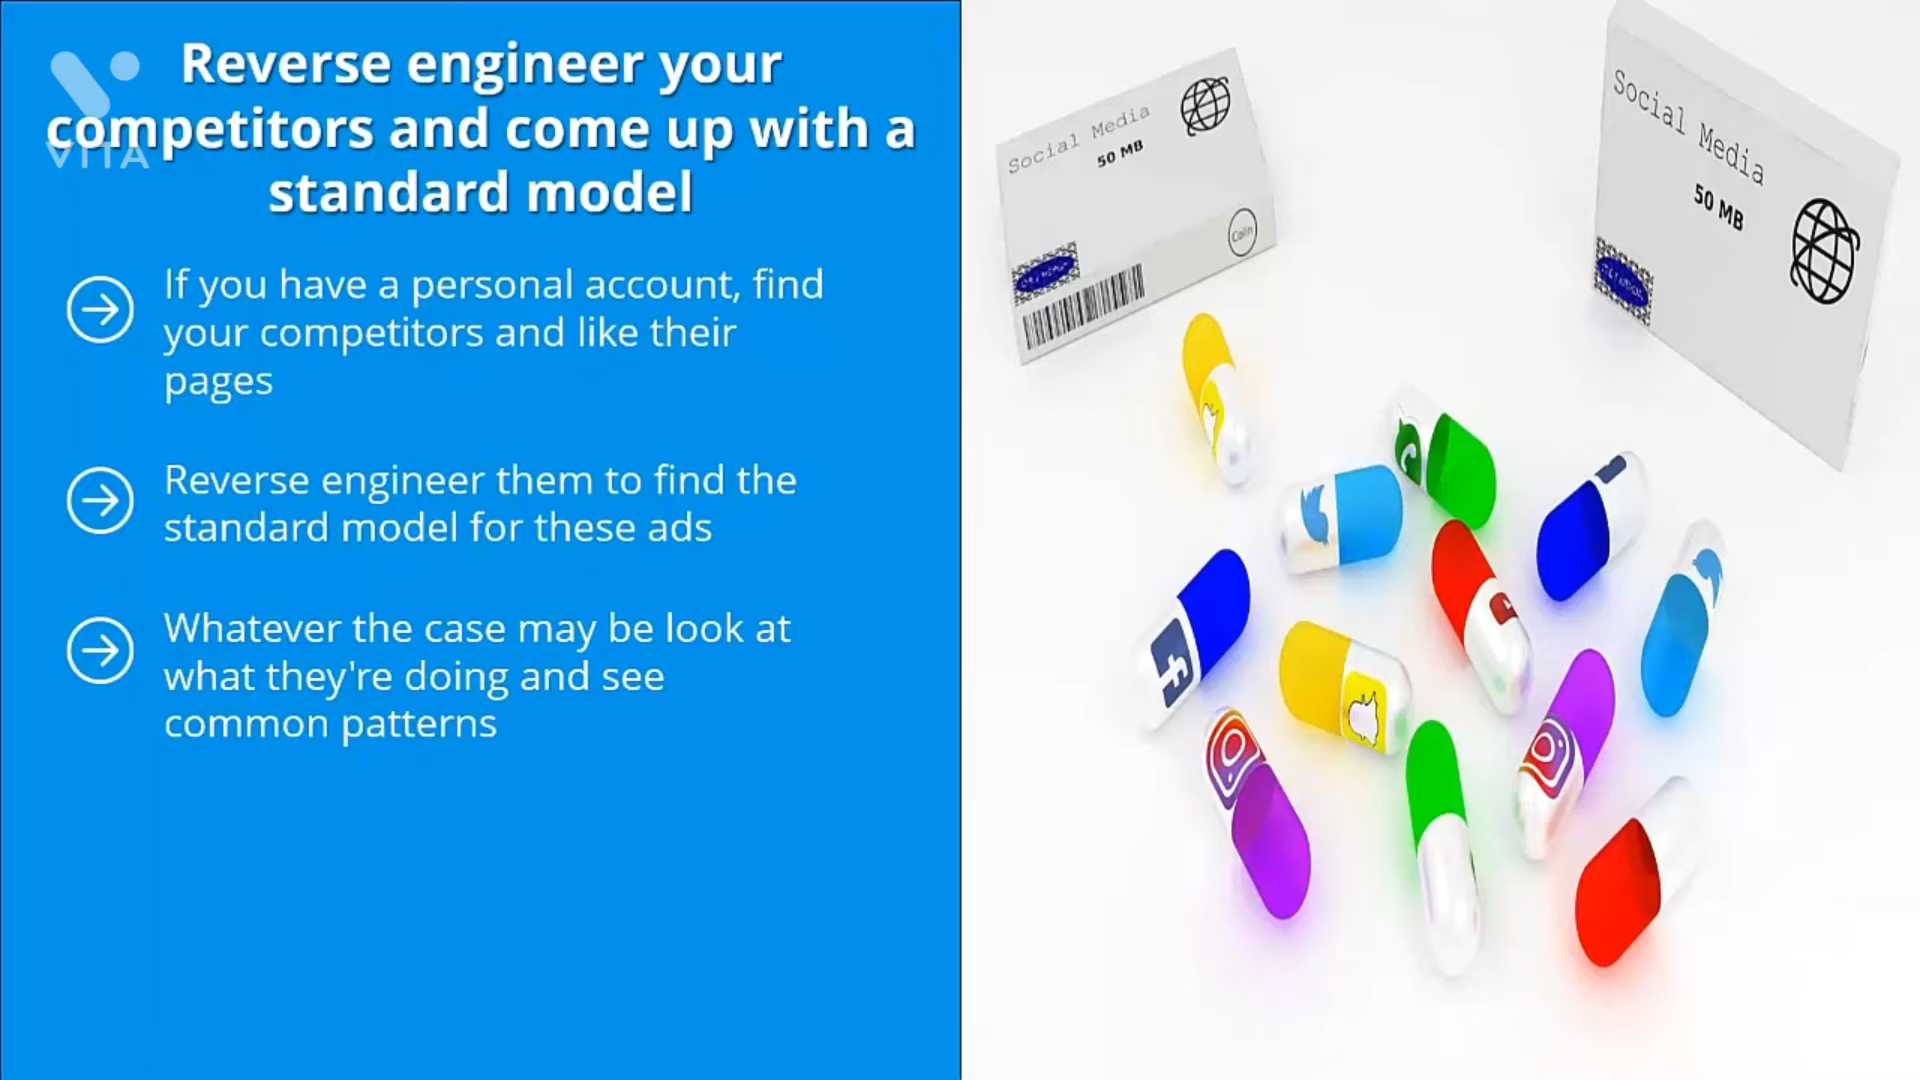 Reverse engineer your
competitors and come up with a
standard model
VITA
If you have a personal account, find
your competitors and like their
pages
Reverse engineer them to find the
standard model for these ads
Whatever the case may be look at
what they're doing and see
common patterns
Social Media
50 MB
Colin
Social Media
50 MB